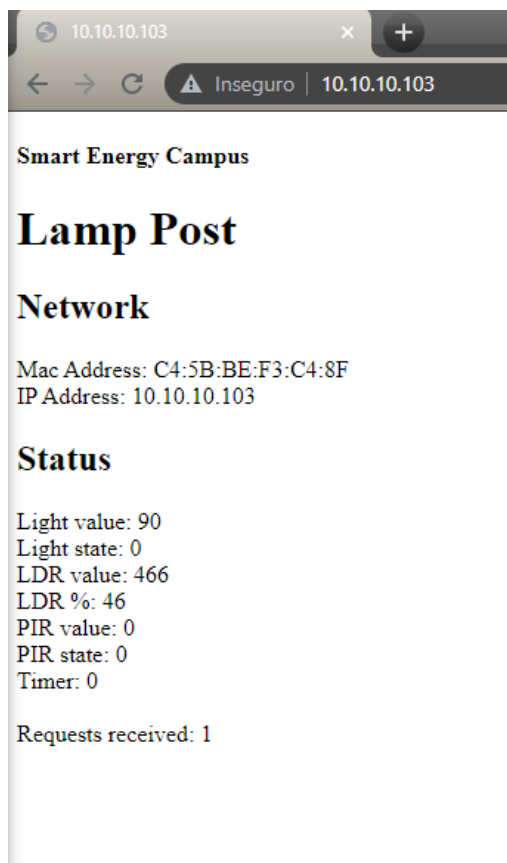 10.10.10.103
Inseguro | 10.10.10.103
Smart Energy Campus
Lamp Post
Network
Mac Address: C4:5B:BE:F3:C4:8F
IP Address: 10.10.10.103
Status
Light value: 90
Light state: 0
LDR value: 466
LDR %: 46
PIR value: 0
PIR state: 0
Timer: 0
Requests received: 1